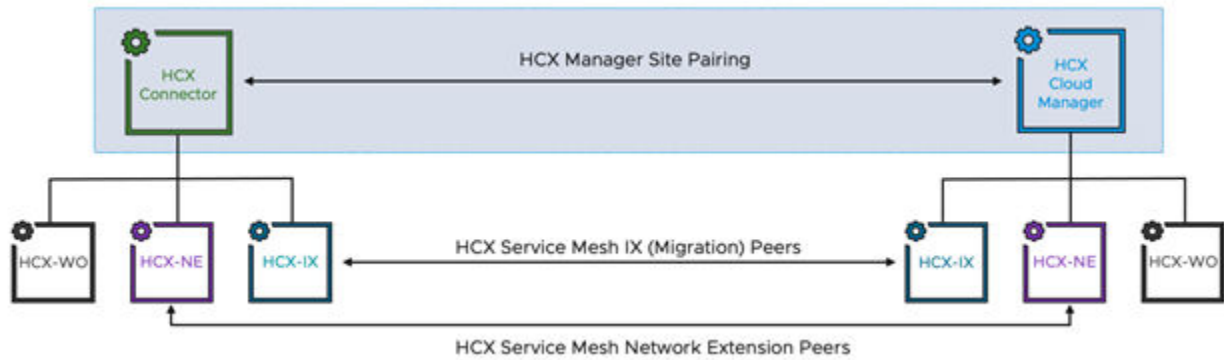 HCX Manager Site Pairing
HCX
Connector
HCX
Cloud
Manager
HCX-WO
HCX-NE
HCX-IX
HCX Service Mesh IX (Migration) Peers
HCX-IX
HCX-NE
HCX-WO
HCX Service Mesh Network Extension Peers